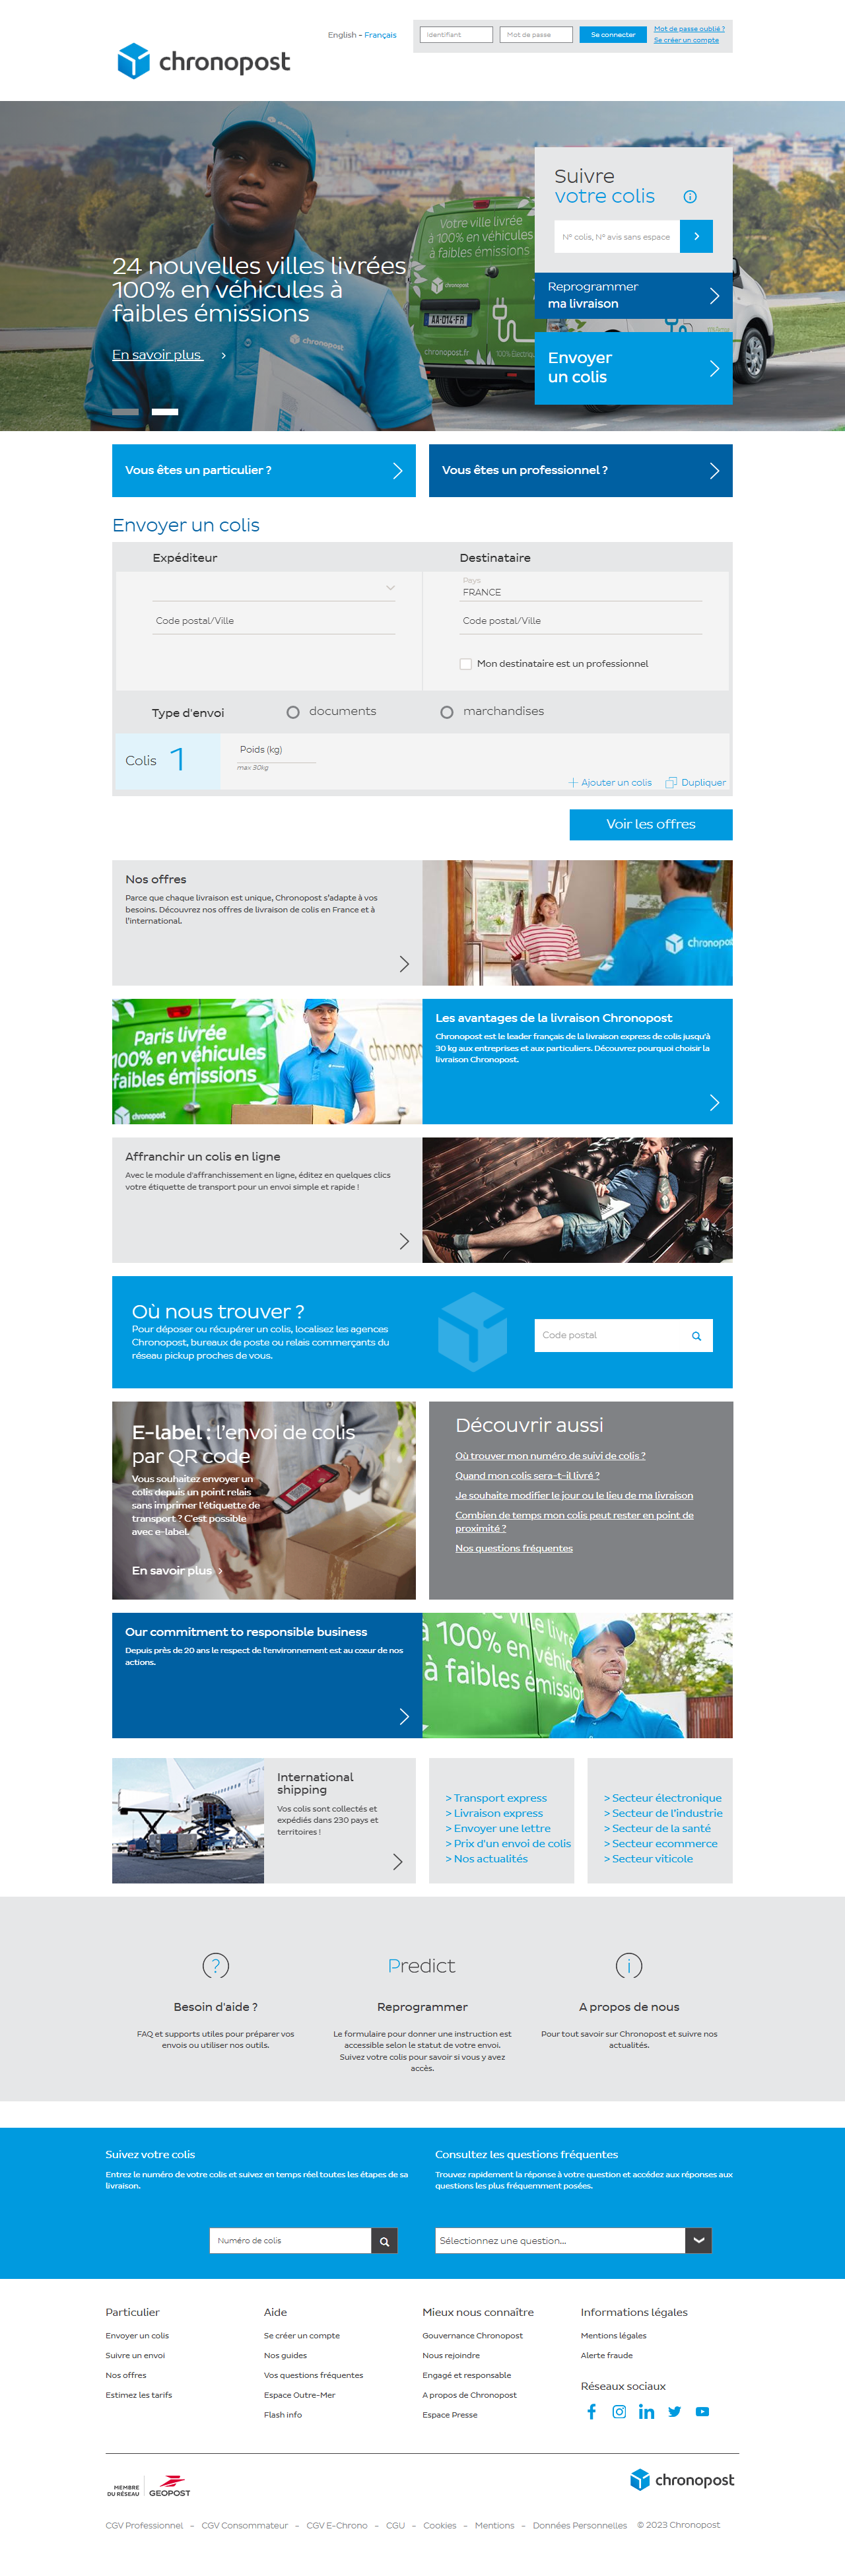 English - Français
Identifiant
Mot de passe
Se connecter
Mot de passe oublié ?
Se créer un compte
chronopost
Suivre
votre colis
N° colis, N° avis sans espace
Reprogrammer
ma livraison
Envoyer
un colis
Votre ville livrée
à 100% en véhicules
à faibles émissions
chronopost
AA-014-FR
chronopost.fr
chronopost
24 nouvelles villes livrées
100% en véhicules à
faibles émissions
En savoir plus
Vous êtes un particulier ?
Vous êtes un professionnel ?
Envoyer un colis
Expéditeur
Destinataire
Pays
FRANCE
Code postal/Ville
Code postal/Ville
Mon destinataire est un professionnel
Type d'envoi
documents
marchandises
Colis 1
Poids (kg)
max 30kg
Ajouter un colis
Dupliquer
Voir les offres
Nos offres
Parce que chaque livraison est unique, Chronopost s'adapte à vos
besoins. Découvrez nos offres de livraison de colis en France et à
l'international.
chronopost
Paris livrée
100% en véhicules
faibles émissions
chronopost
chronopo
Les avantages de la livraison Chronopost
Chronopost est le leader français de la livraison express de colis jusqu'à
30 kg aux entreprises et aux particuliers. Découvrez pourquoi choisir la
livraison Chronopost.
Affranchir un colis en ligne
Avec le module d'affranchissement en ligne, éditez en quelques clics
votre étiquette de transport pour un envoi simple et rapide !
Où nous trouver ?
Pour déposer ou récupérer un colis, localisez les agences
Chronopost, bureaux de poste ou relais commerçants du
réseau pickup proches de vous.
Code postal
E-label : l'envoi de colis
par QR code
Vous souhaitez envoyer un
colis depuis un point relais
sans imprimer l'étiquette de
transport ? C'est possible
avec e-label.
En savoir plus >
Découvrir aussi
Où trouver mon numéro de suivi de colis ?
Quand mon colis sera-t-il livré ?
Je souhaite modifier le jour ou le lieu de ma livraison
Combien de temps mon colis peut rester en point de
proximité ?
Nos questions fréquentes
Our commitment to responsible business
Depuis près de 20 ans le respect de l'environnement est au cœur de nos
actions.
ville livré
à 100% en véhi
à faibles émission
International
shipping
Vos colis sont collectés et
expédiés dans 230 pays et
territoires !
> Transport express
> Livraison express
> Envoyer une lettre
> Prix d'un envoi de colis
> Nos actualités
> Secteur électronique
> Secteur de l'industrie
> Secteur de la santé
> Secteur ecommerce
> Secteur viticole
?
Predict
i
Besoin d'aide ?
Reprogrammer
A propos de nous
FAQ et supports utiles pour préparer vos
envois ou utiliser nos outils.
Le formulaire pour donner une instruction est
accessible selon le statut de votre envoi.
Suivez votre colis pour savoir si vous y avez
accès.
Pour tout savoir sur Chronopost et suivre nos
actualités.
Suivez votre colis
Entrez le numéro de votre colis et suivez en temps réel toutes les étapes de sa
livraison.
Numéro de colis
Consultez les questions fréquentes
Trouvez rapidement la réponse à votre question et accédez aux réponses aux
questions les plus fréquemment posées.
Sélectionnez une question...
Particulier
Envoyer un colis
Suivre un envoi
Nos offres
Estimez les tarifs
Aide
Se créer un compte
Nos guides
Vos questions fréquentes
Espace Outre-Mer
Flash info
Mieux nous connaître
Gouvernance Chronopost
Nous rejoindre
Engagé et responsable
A propos de Chronopost
Espace Presse
Informations légales
Mentions légales
Alerte fraude
Réseaux sociaux
MEMBRE
DU RÉSEAU
GEOPOST
chronopost
CGV Professionnel - CGV Consommateur - CGV E-Chrono - CGU - Cookies - Mentions - Données Personnelles © 2023 Chronopost